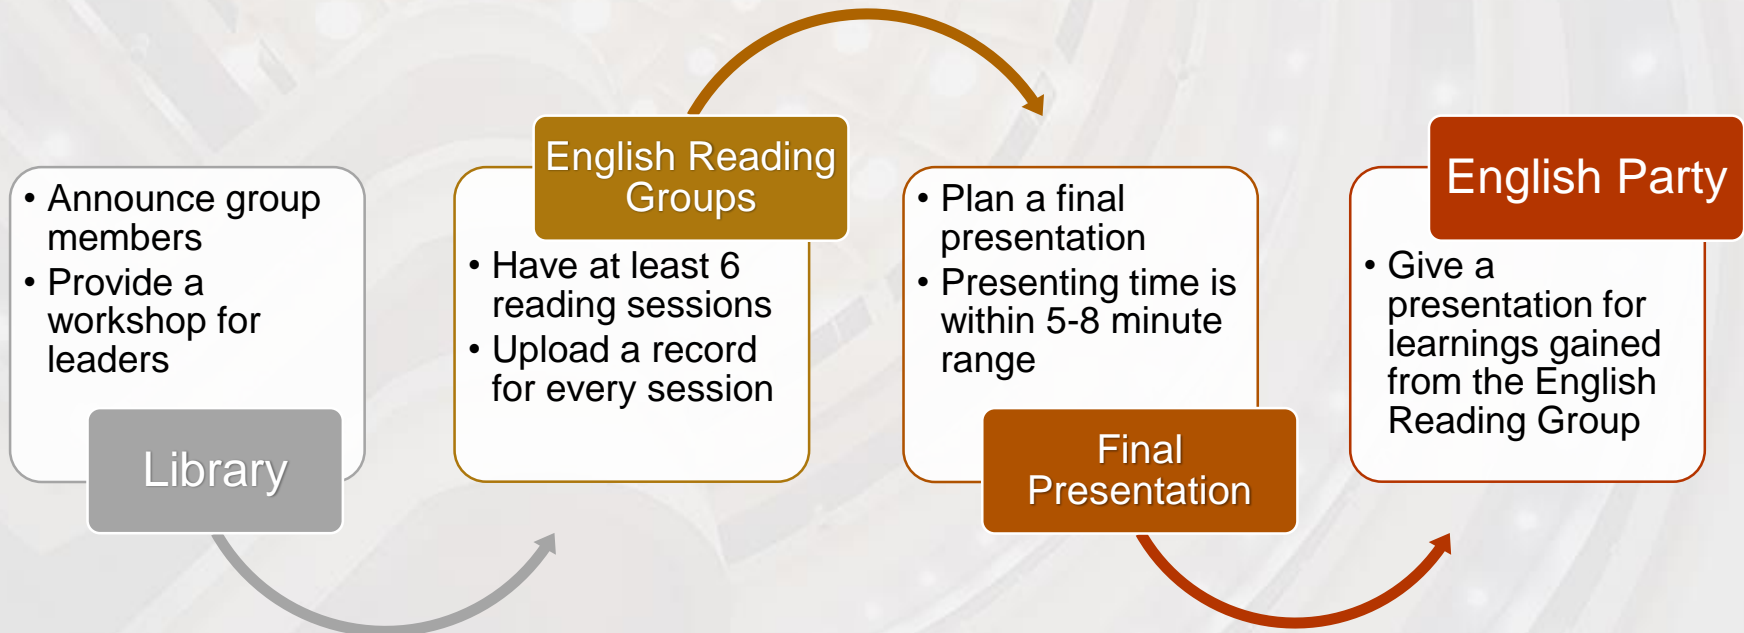 • Announce group
members
• Provide a
workshop for
leaders
Library
English Reading
Groups
• Have at least 6
reading sessions
• Upload a record
for every session
• Plan a final
presentation
• Presenting time is
within 5-8 minute
range
Final
Presentation
English Party
• Give a
presentation for
learnings gained
from the English
Reading Group